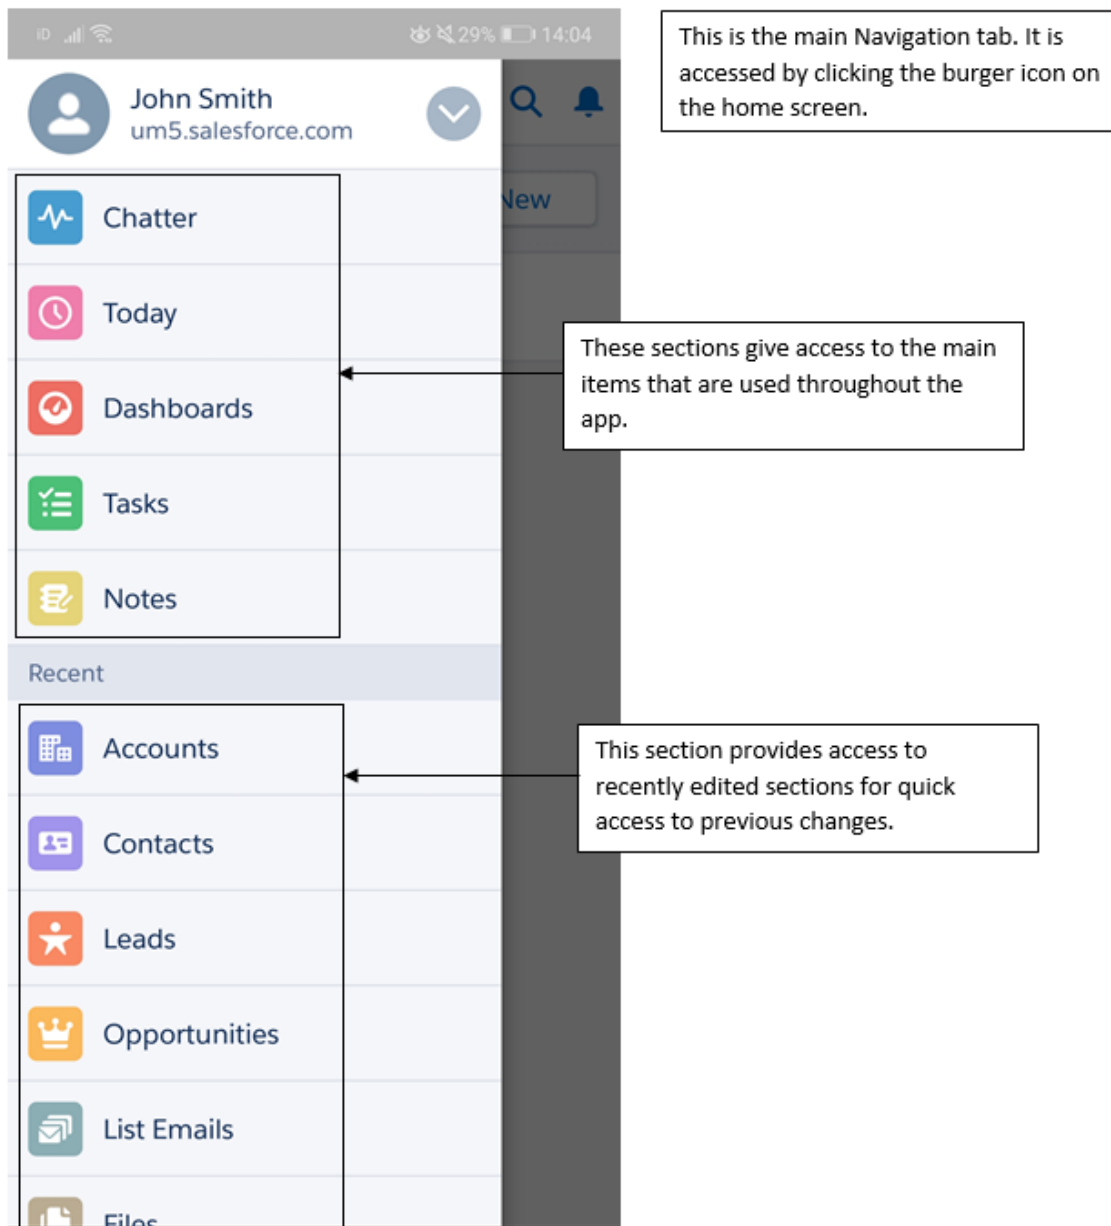 iD 29% 14:04
This is the main Navigation tab. It is
accessed by clicking the burger icon on
the home screen.
John Smith
um5.salesforce.com
New
Chatter
Today
Dashboards
Tasks
Notes
These sections give access to the main
items that are used throughout the
app.
Recent
Accounts
Contacts
Leads
Opportunities
List Emails
Files
This section provides access to
recently edited sections for quick
access to previous changes.